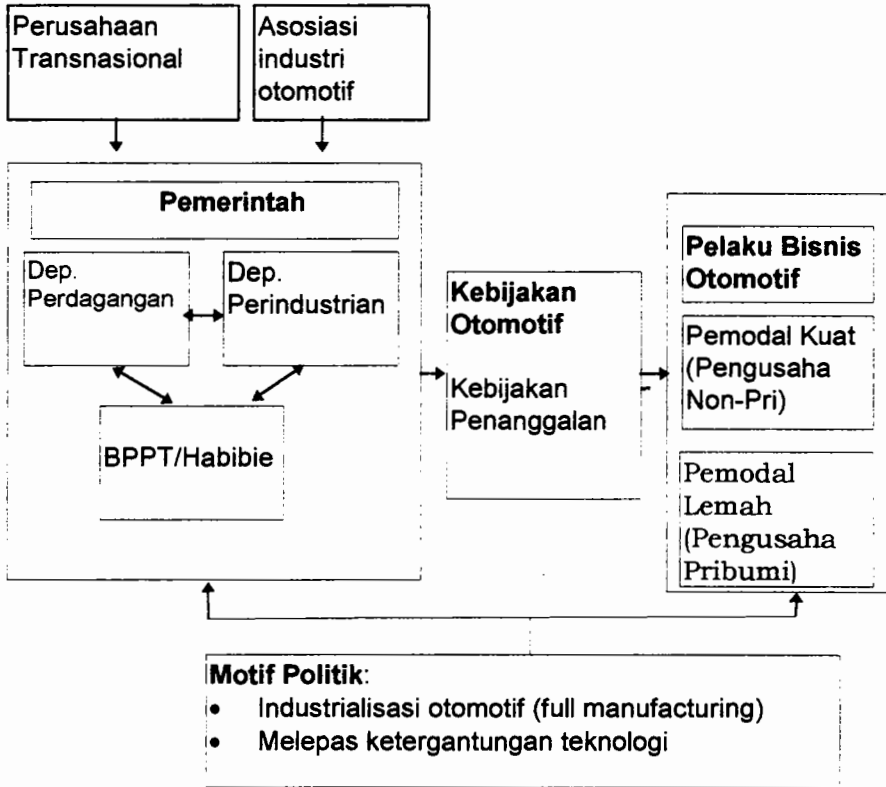 Perusahaan
Transnasional
Asosiasi
industri
otomotif
Pemerintah
Dep.
Perdagangan
Dep.
Perindustrian
BPPT/Habibie
Kebijakan
Otomotif
Kebijakan
Penanggalan
Pelaku Bisnis
Otomotif
Pemodal Kuat
(Pengusaha
Non-Pri)
Pemodal
Lemah
(Pengusaha
Pribumi)
Motif Politik:
• Industrialisasi otomotif (full manufacturing)
• Melepas ketergantungan teknologi